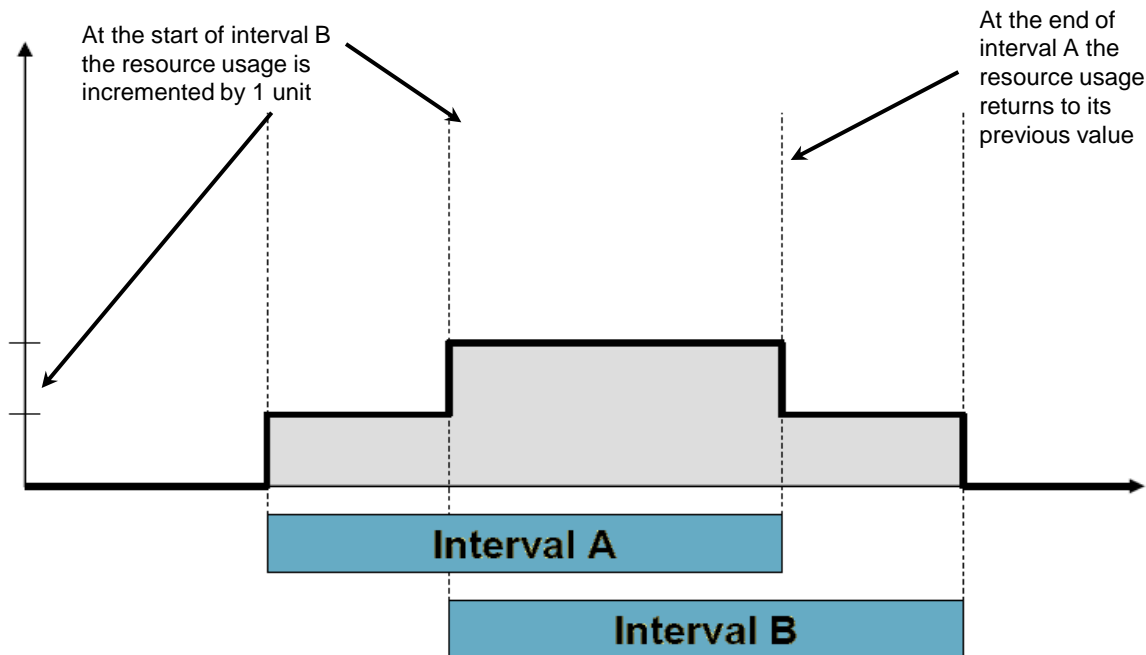 At the start of interval B
the resource usage is
incremented by 1 unit
At the end of
interval A the
resource usage
returns to its
previous value
Interval A
Interval B